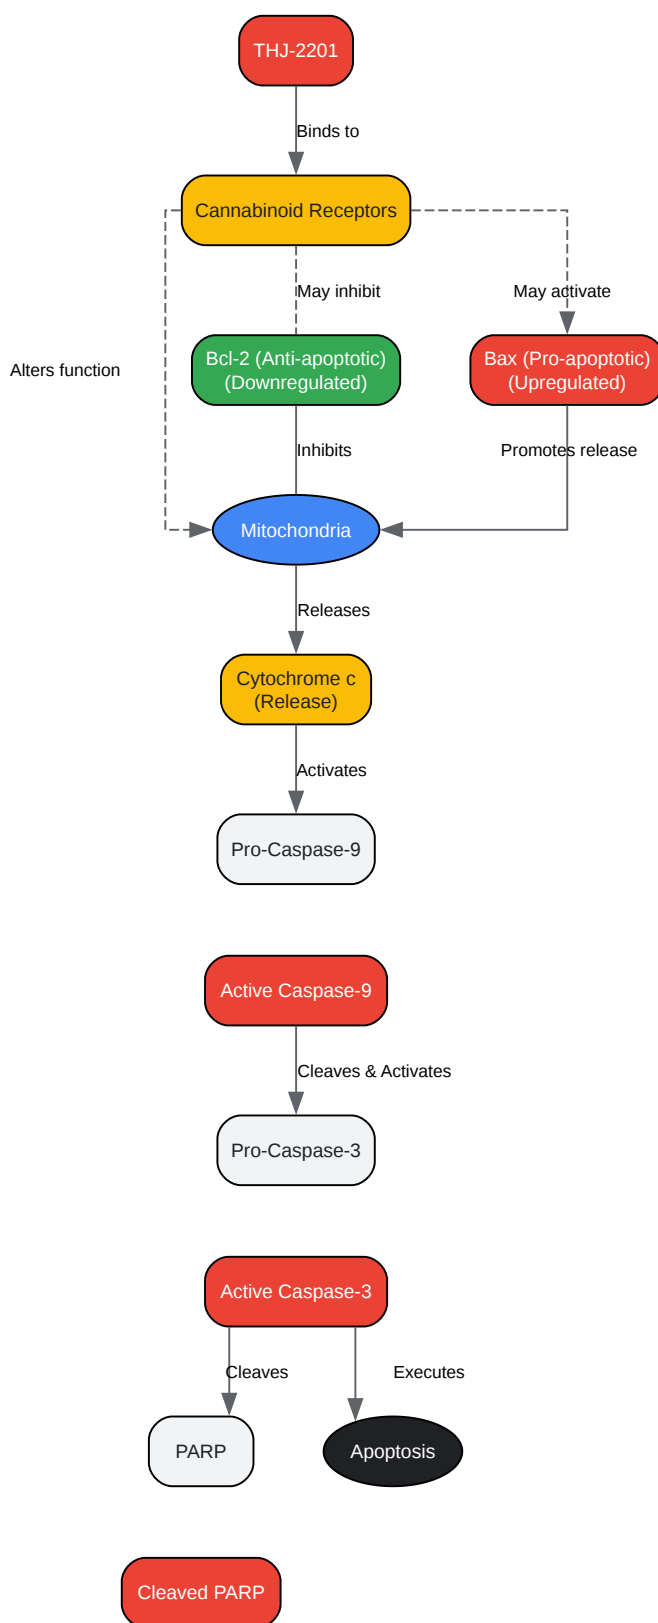 THJ-2201
Binds to
Cannabinoid Receptors
May inhibit
May activate
Alters function
Bcl-2 (Anti-apoptotic)
(Downregulated)
Bax (Pro-apoptotic)
(Upregulated)
Inhibits
Promotes release
Mitochondria
Releases
Cytochrome c
(Release)
Activates
Pro-Caspase-9
Active Caspase-9
Cleaves & Activates
Pro-Caspase-3
Active Caspase-3
Cleaves
Executes
PARP
Apoptosis
Cleaved PARP